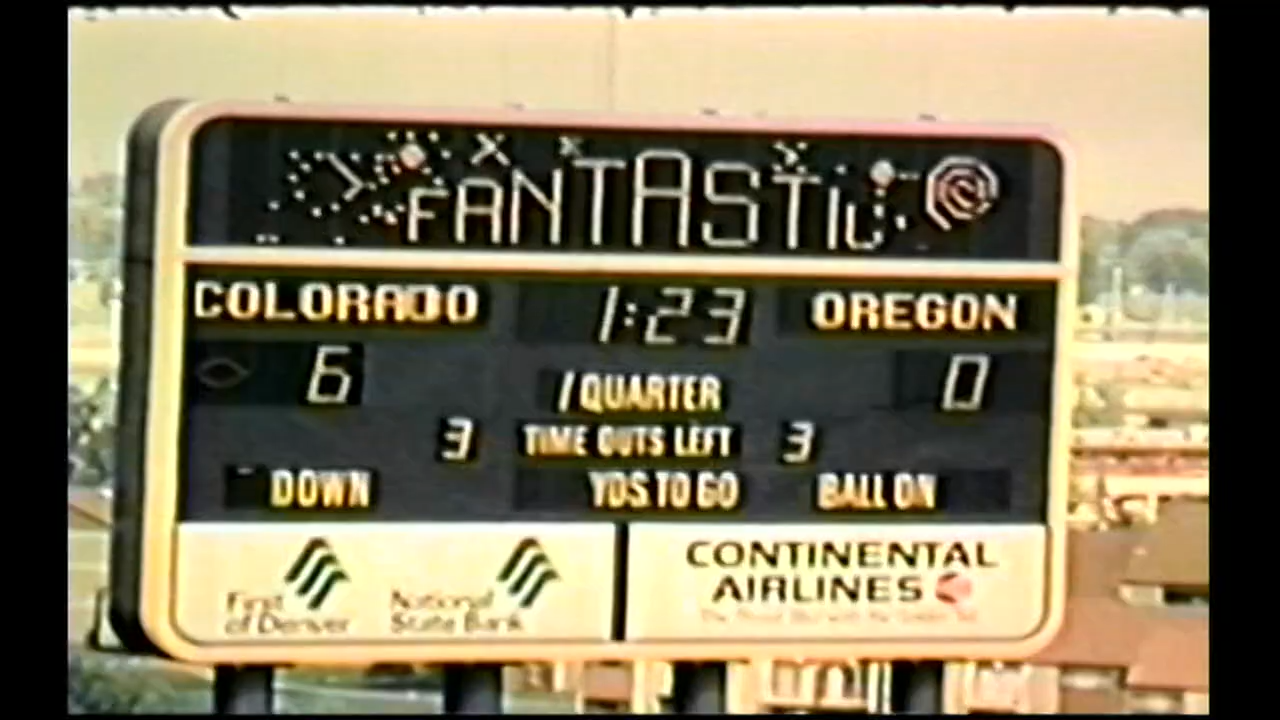 FANTASTIC
COLORADO 1:23 OREGON
6 0
1 QUARTER
3 TIME OUTS LEFT 3
DOWN YDS. TO GO BALL ON
First of Denver
National State Bank
CONTINENTAL
AIRLINES